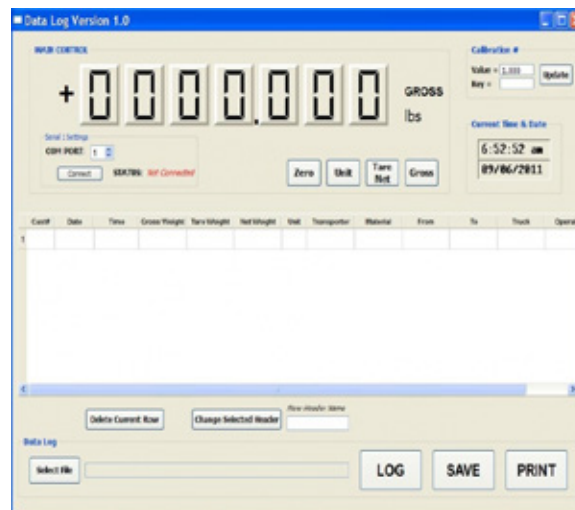 Data Log Version 1.0
MAIN CONTROL
+ 0000.000
GROSS
lbs
Serial 1 Settings
COM PORT: 1
Connect
STATUS: Not Connected
Zero
Unit
Tare Net
Gross
Calibration #
Value = 1.000
Key =
Update
Current Time & Date
6:52:52 am
09/06/2011
Cust# Date Time Gross Weight Tare Weight Net Weight Unit Transporter Material From To Truck Opera
1
Delete Current Row
Change Selected Header
New Header Name
Data Log
Select File
LOG
SAVE
PRINT